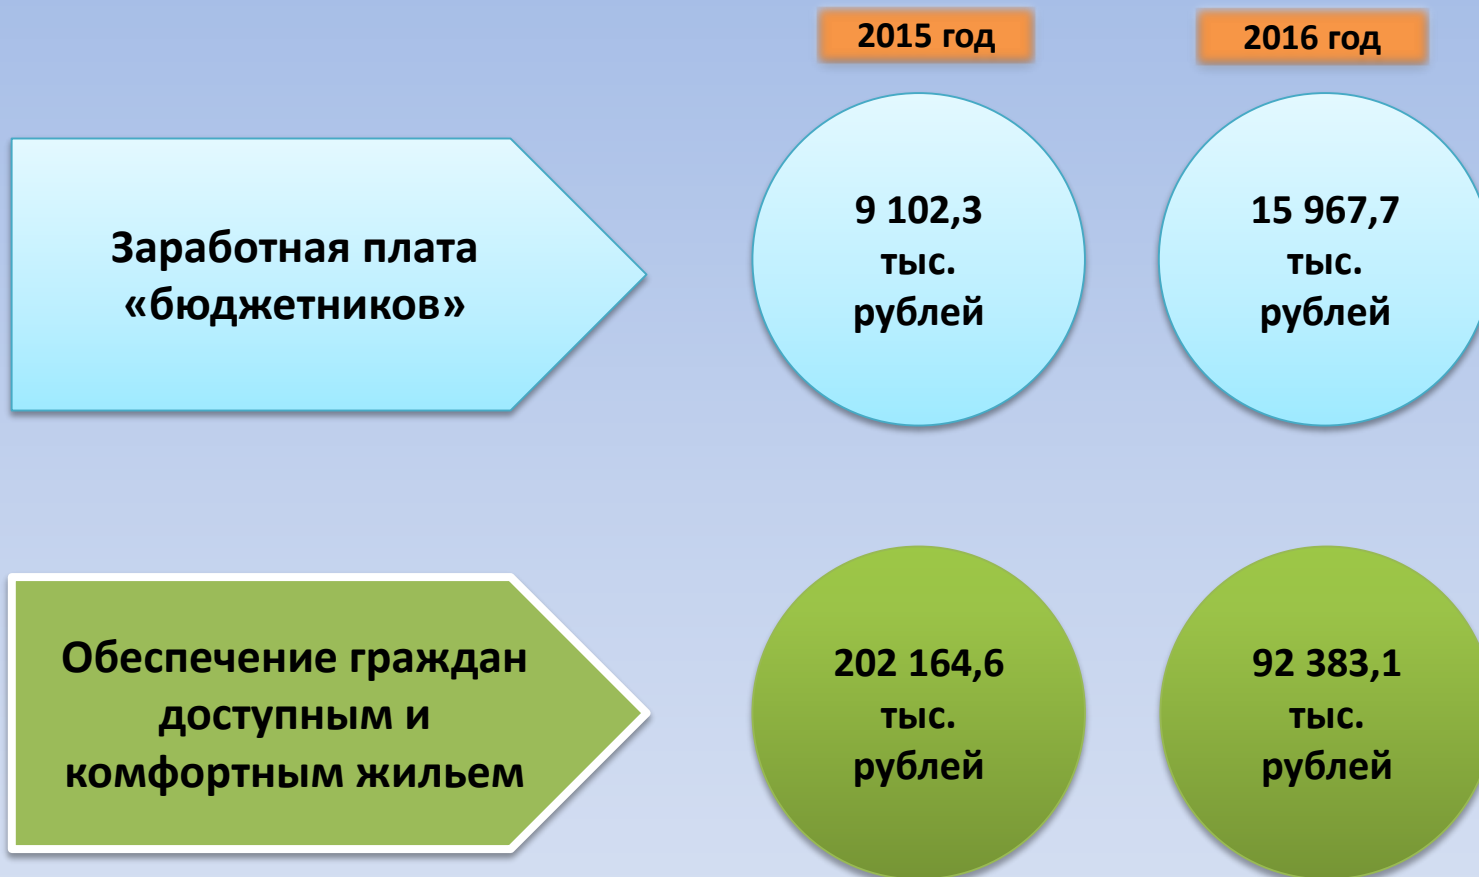 2015 год
2016 год
Заработная плата
«бюджетников»
9 102,3
тыс.
рублей
15 967,7
тыс.
рублей
Обеспечение граждан
доступным и
комфортным жильем
202 164,6
тыс.
рублей
92 383,1
тыс.
рублей